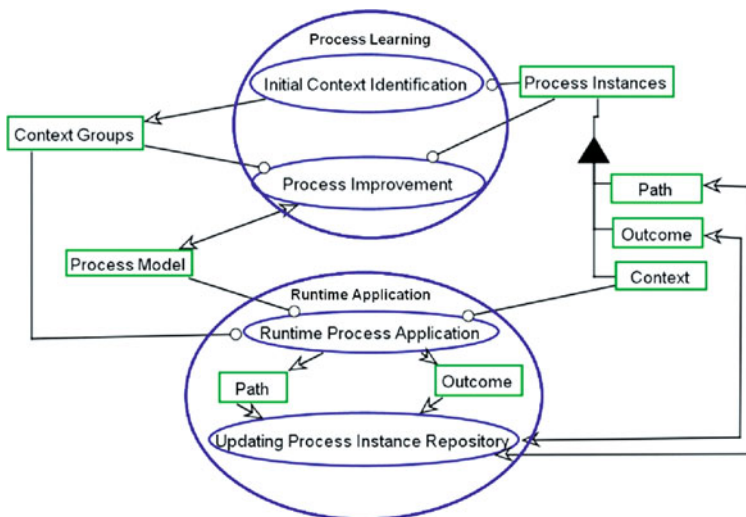 Process Learning
Initial Context Identification
Process Instances
Context Groups
Process Improvement
Path
Outcome
Process Model
Context
Runtime Application
Runtime Process Application
Path
Outcome
Updating Process Instance Repository